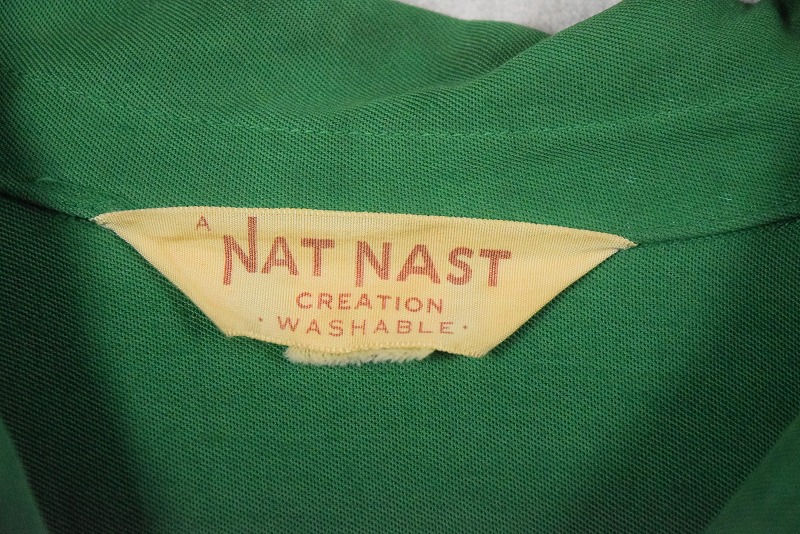 A
NAT NAST
CREATION
· WASHABLE ·